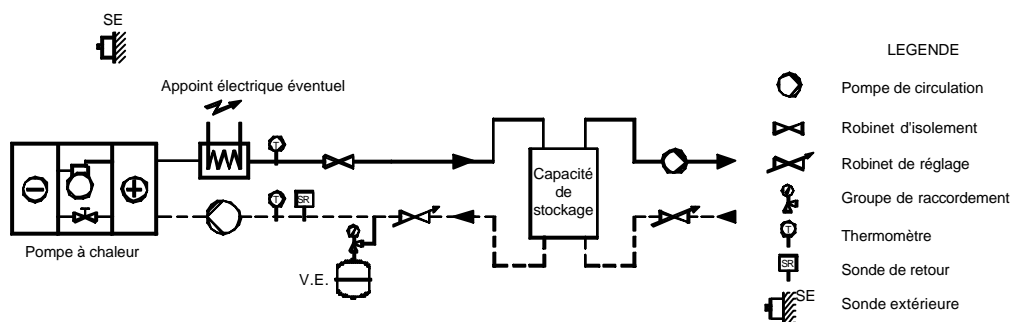 SE
Appoint électrique éventuel
T
Capacité
de
stockage
T
SR
Pompe à chaleur
V.E.
LEGENDE
Pompe de circulation
Robinet d'isolement
Robinet de réglage
Groupe de raccordement
T
Thermomètre
SR
Sonde de retour
SE
Sonde extérieure